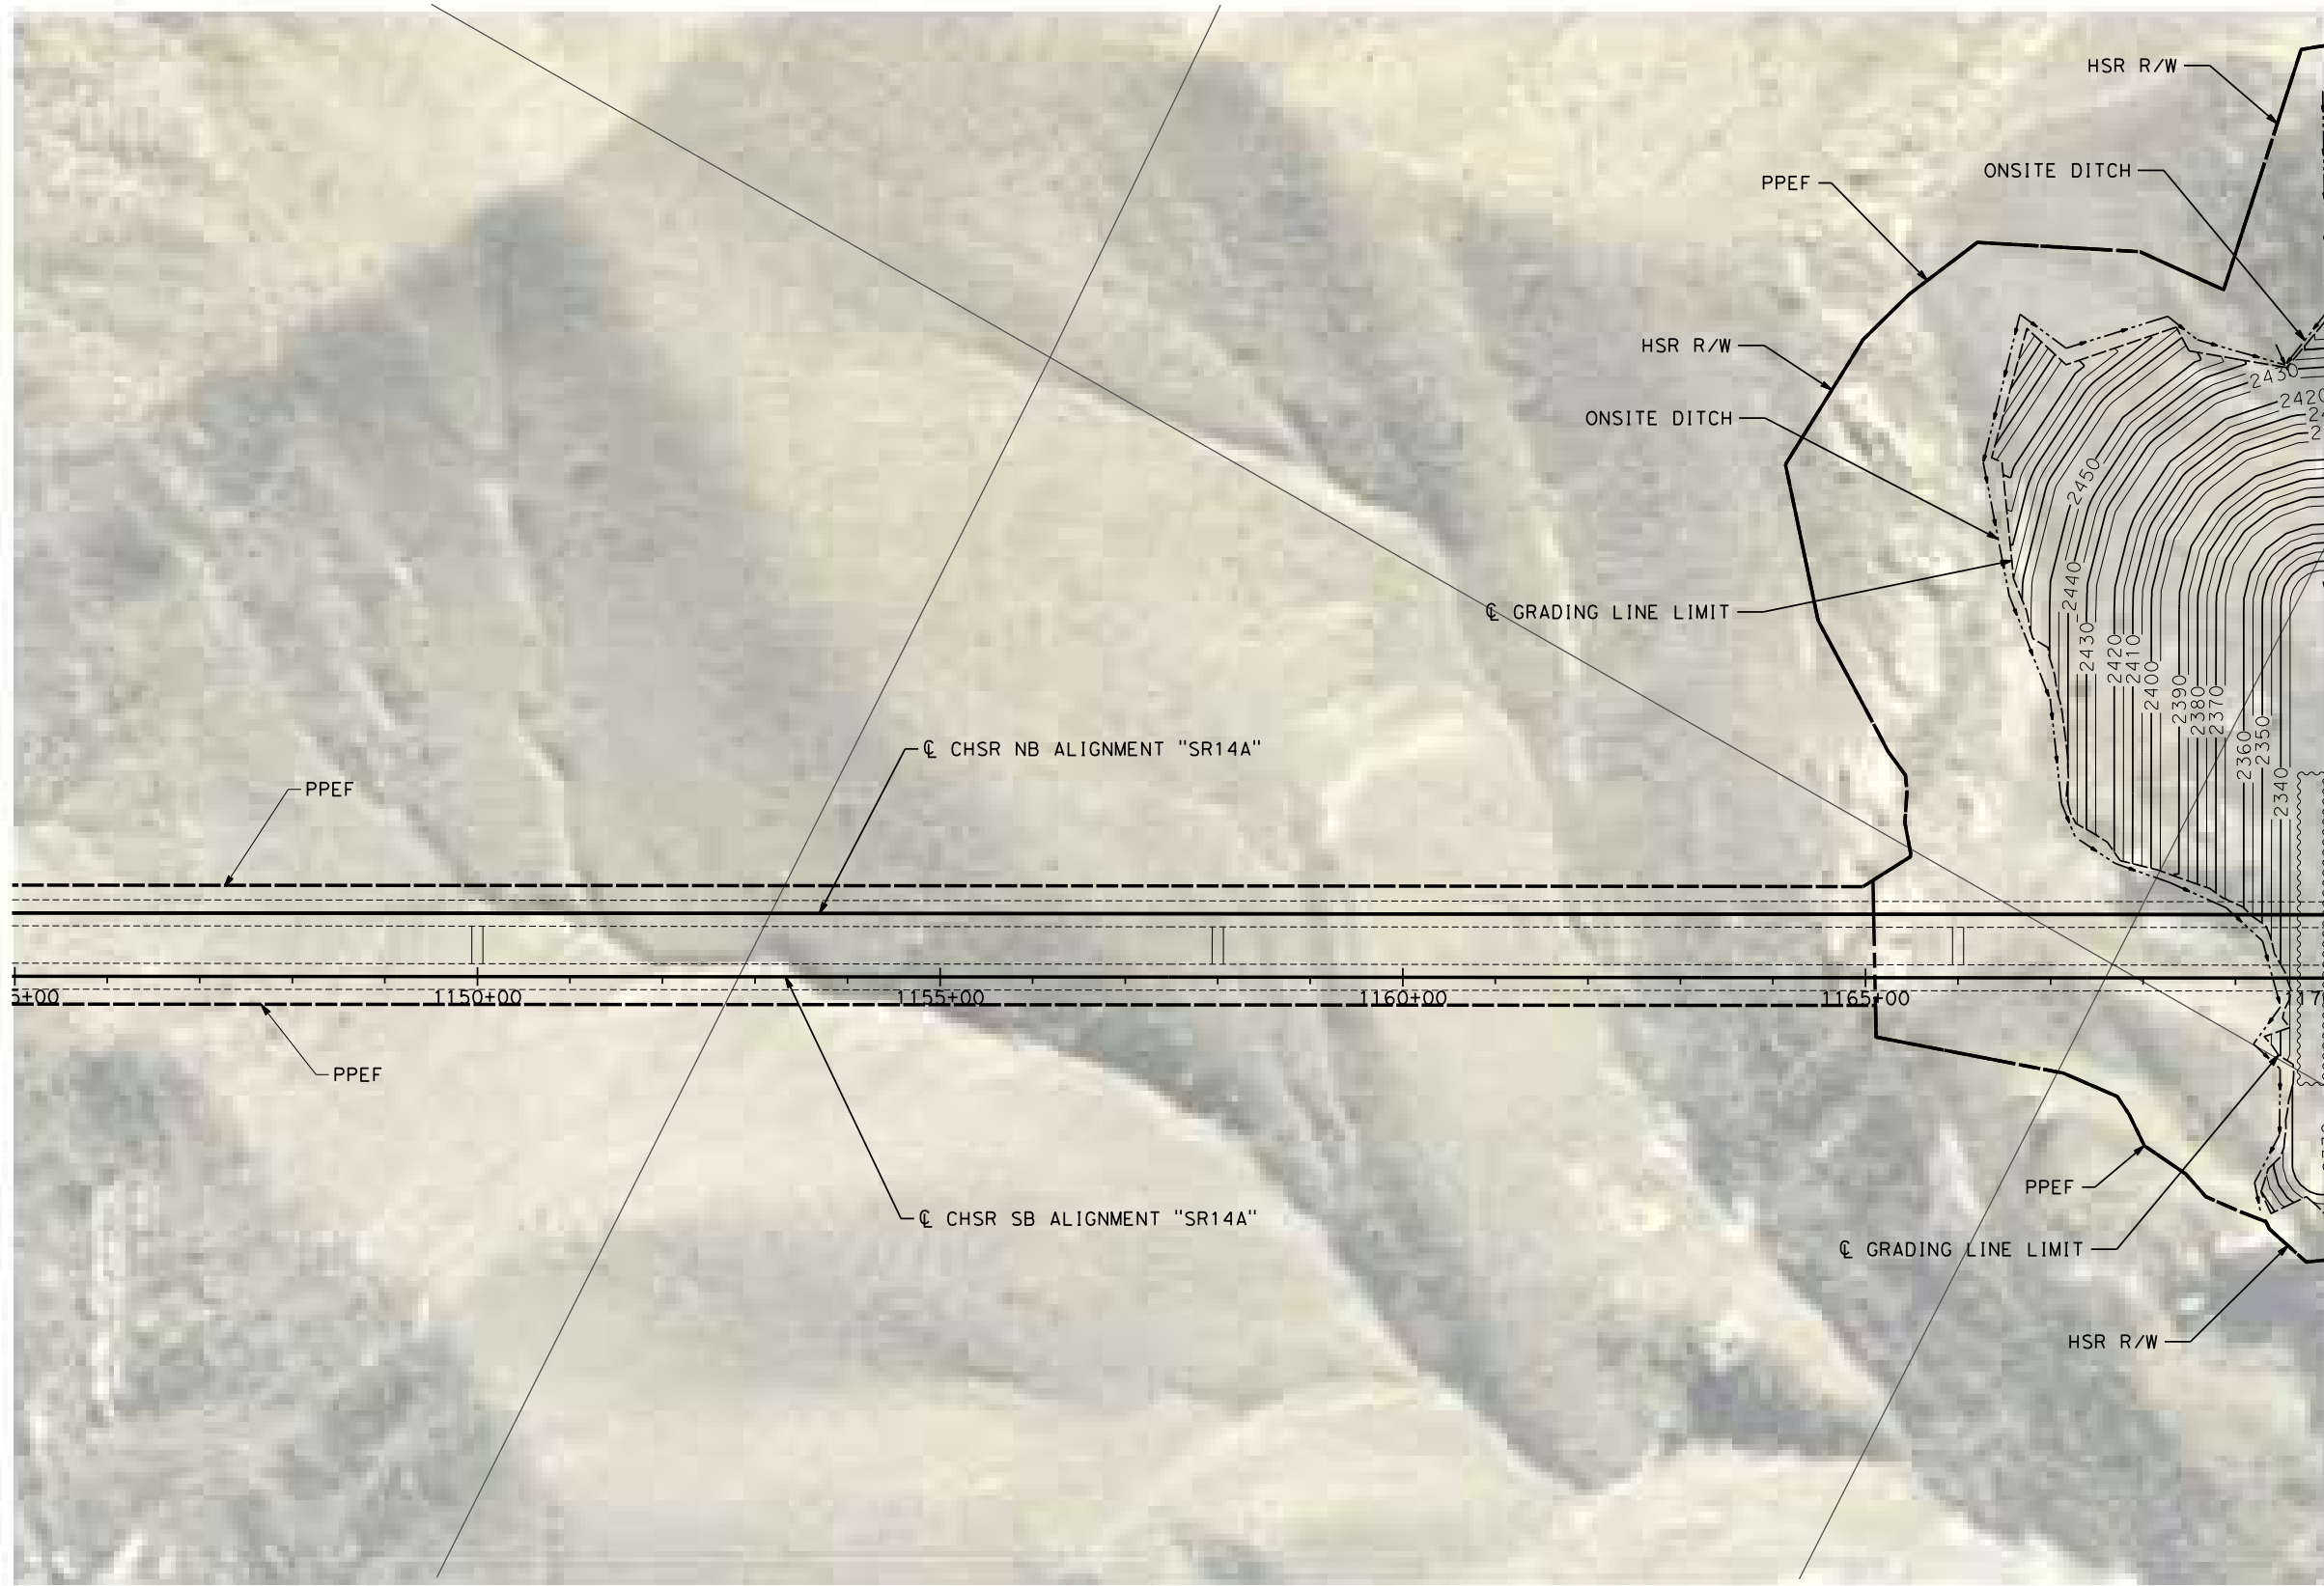 HSR R/W
ONSITE DITCH
PPEF
HSR R/W
ONSITE DITCH
2430
2420
2450
2440
℄ GRADING LINE LIMIT
2430
2420
2410
2400
2390
2380
2370
2360
2350
2340
℄ CHSR NB ALIGNMENT "SR14A"
PPEF
5+00
1150+00
1155+00
1160+00
1165+00
PPEF
℄ CHSR SB ALIGNMENT "SR14A"
PPEF
℄ GRADING LINE LIMIT
HSR R/W